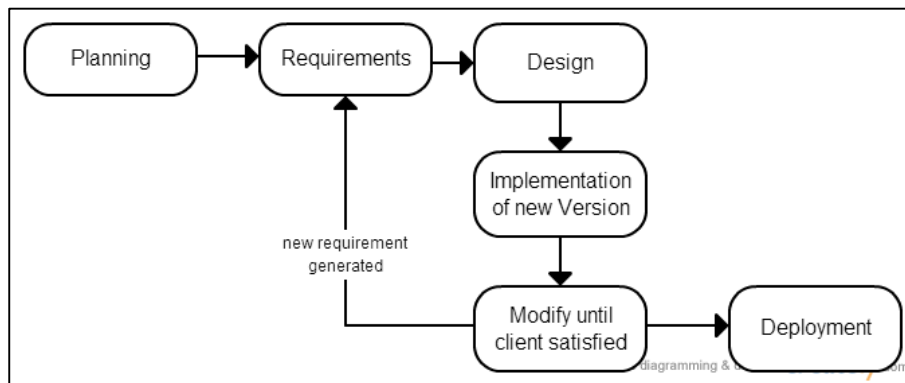 Planning
Requirements
Design
Implementation
of new Version
new requirement
generated
Modify until
client satisfied
Deployment
diagramming &